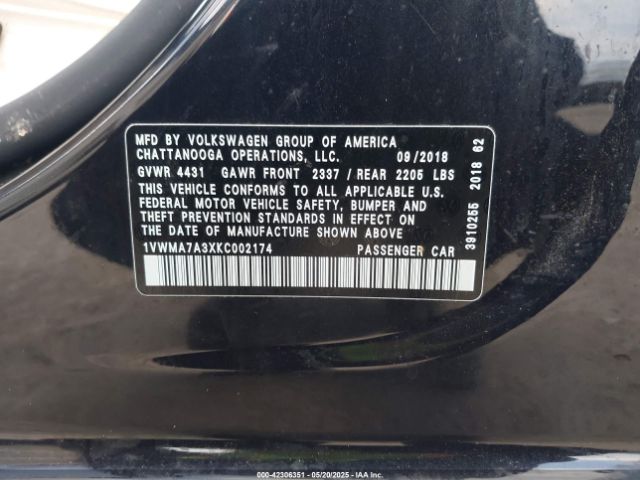 MFD BY VOLKSWAGEN GROUP OF AMERICA
CHATTANOOGA OPERATIONS, LLC. 09/2018
GVWR 4431 GAWR FRONT 2337 / REAR 2205 LBS
THIS VEHICLE CONFORMS TO ALL APPLICABLE U.S.
FEDERAL MOTOR VEHICLE SAFETY, BUMPER AND
THEFT PREVENTION STANDARDS IN EFFECT ON
THE DATE OF MANUFACTURE SHOWN ABOVE
1VWMA7A3XKC002174 PASSENGER CAR
3910255 2018 62
000-42306351 - 05/20/2025 - IAA Inc.